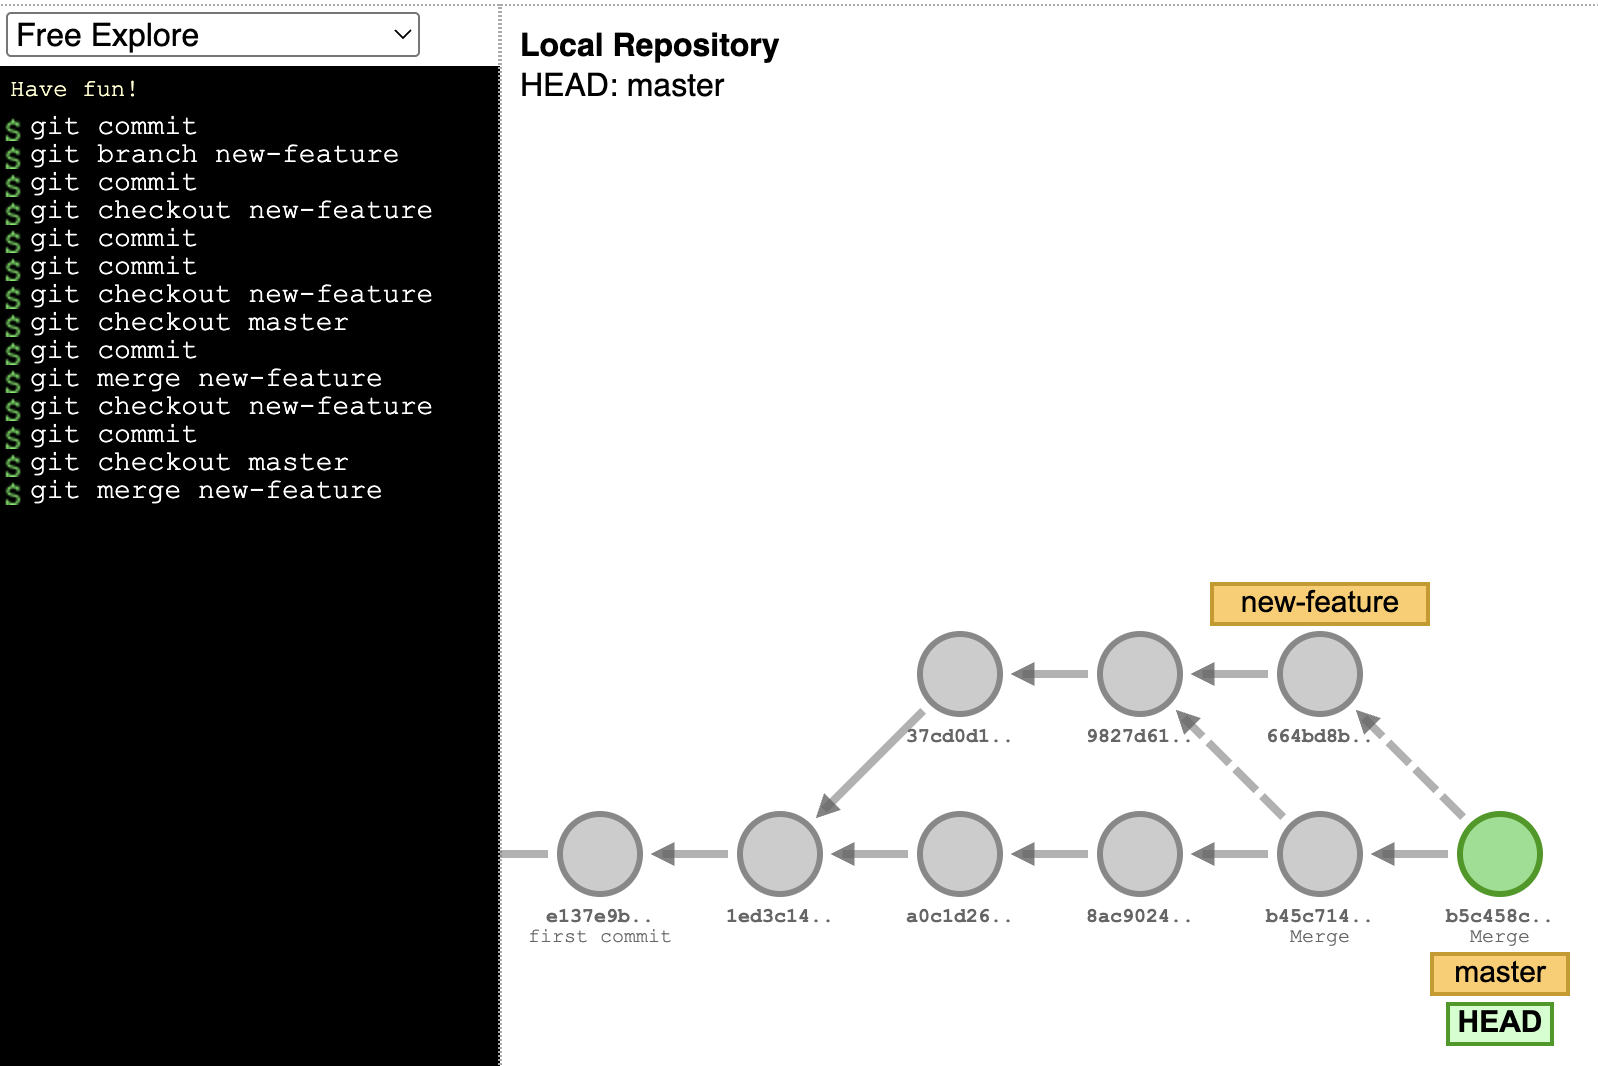 Free Explore
Have fun!
$ git commit
$ git branch new-feature
$ git commit
$ git checkout new-feature
$ git commit
$ git commit
$ git checkout new-feature
$ git checkout master
$ git commit
$ git merge new-feature
$ git checkout new-feature
$ git commit
$ git checkout master
$ git merge new-feature
Local Repository
HEAD: master
new-feature
37cd0d1.. 9827d61.. 664bd8b..
e137e9b.. 1ed3c14.. a0c1d26.. 8ac9024.. b45c714.. b5c458c..
first commit Merge Merge
master
HEAD